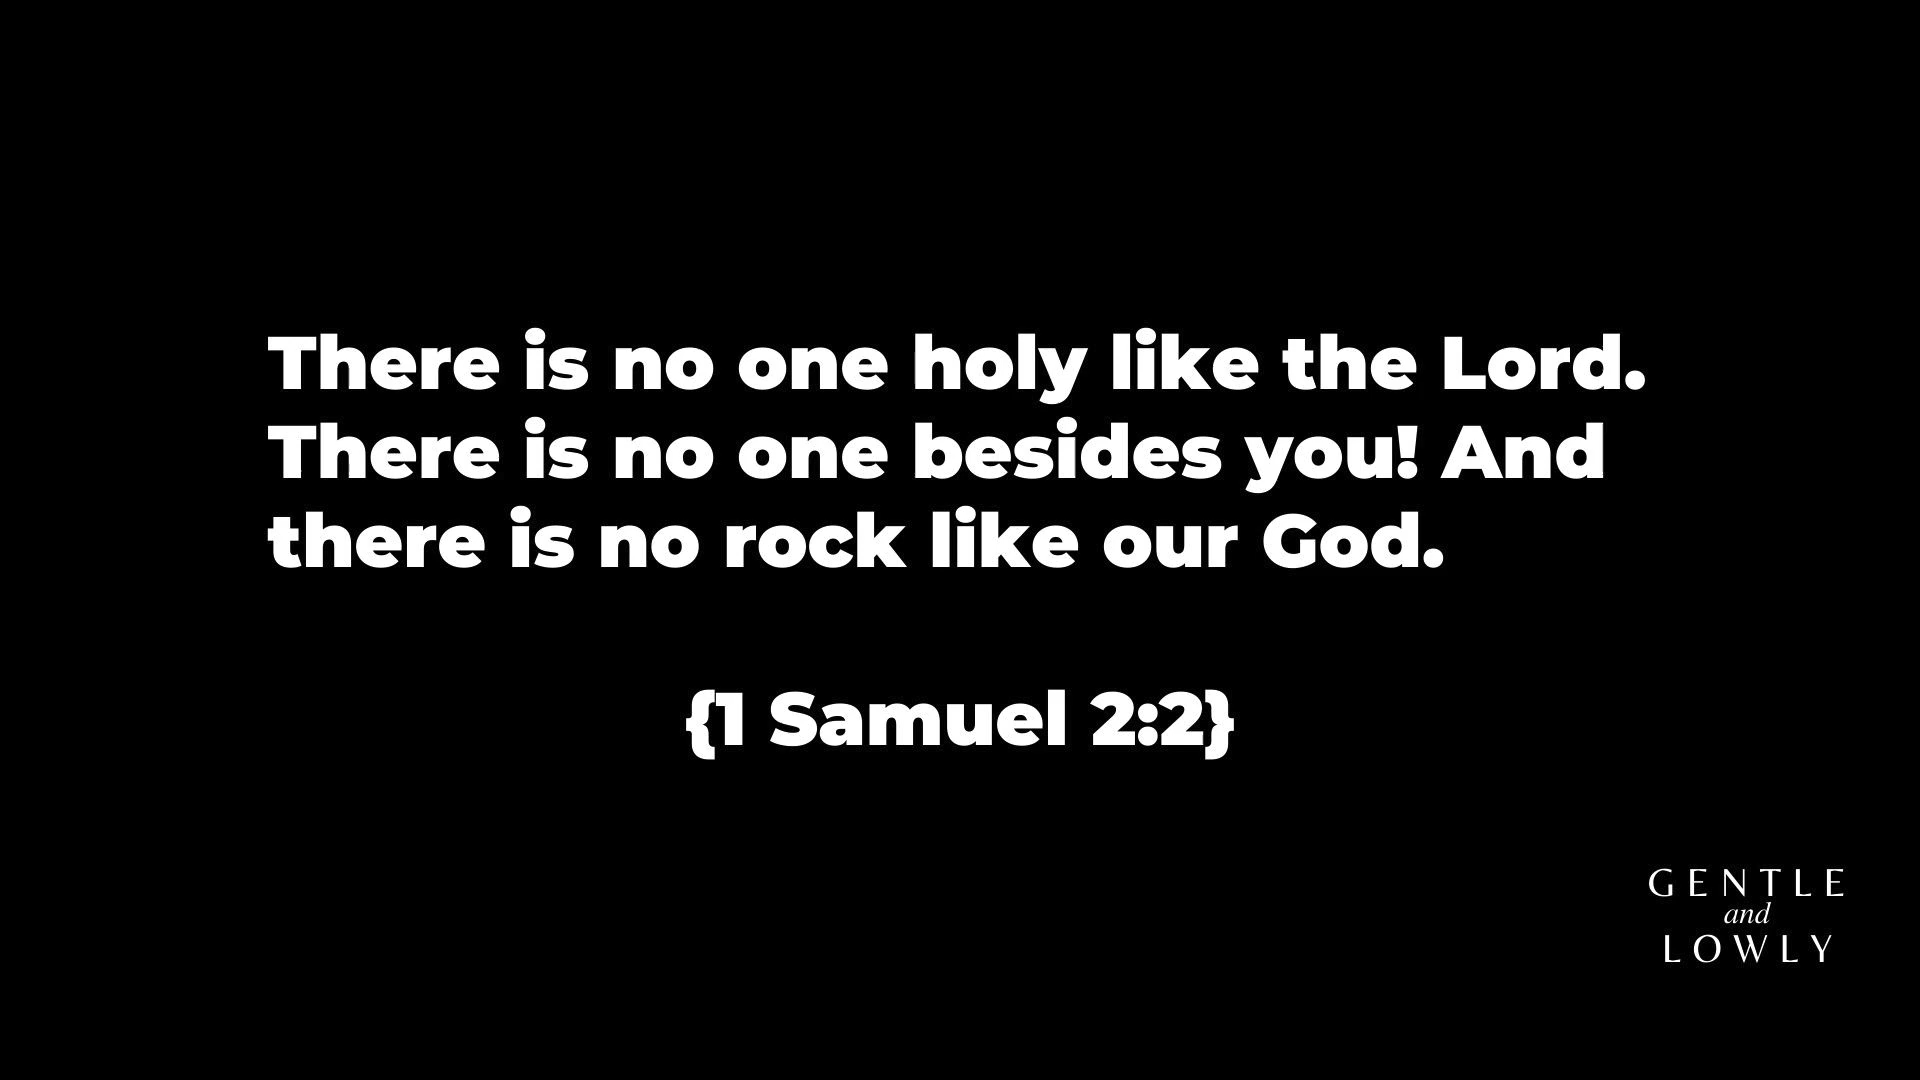 There is no one holy like the Lord.
There is no one besides you! And
there is no rock like our God.
{1 Samuel 2:2}
GENTLE
and
LOWLY